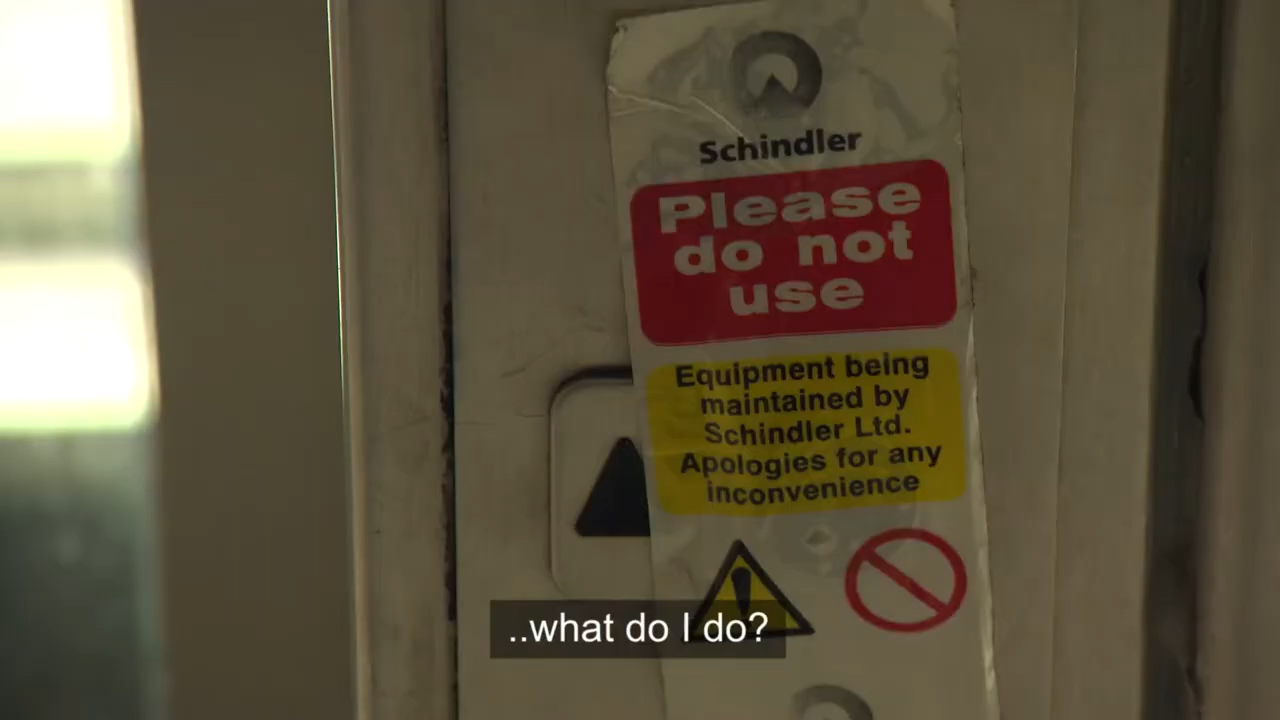 Schindler
Please
do not
use
Equipment being
maintained by
Schindler Ltd.
Apologies for any
inconvenience
..what do I do?